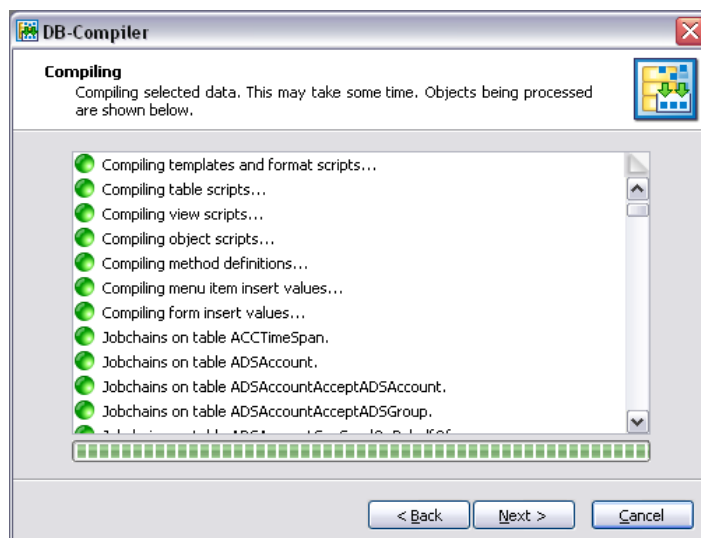 DB-Compiler
Compiling
Compiling selected data. This may take some time. Objects being processed
are shown below.
Compiling templates and format scripts...
Compiling table scripts...
Compiling view scripts...
Compiling object scripts...
Compiling method definitions...
Compiling menu item insert values...
Compiling form insert values...
Jobchains on table ACCTimeSpan.
Jobchains on table ADSAccount.
Jobchains on table ADSAccountAcceptADSAccount.
Jobchains on table ADSAccountAcceptADSGroup.
Jobchains on table
< Back
Next >
Cancel